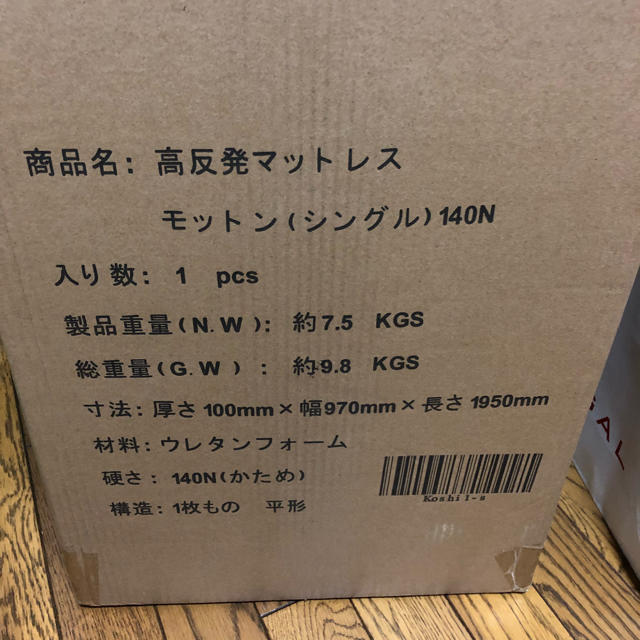 商品名: 高反発マットレス
モットン(シングル)140N
入り数: 1 pcs
製品重量(N.W): 約7.5 KGS
総重量(G.W) : 約9.8 KGS
寸法: 厚さ100mm×幅970mm×長さ1950mm
材料: ウレタンフォーム
硬さ: 140N(かため)
構造: 1枚もの 平形
Koshi1-s